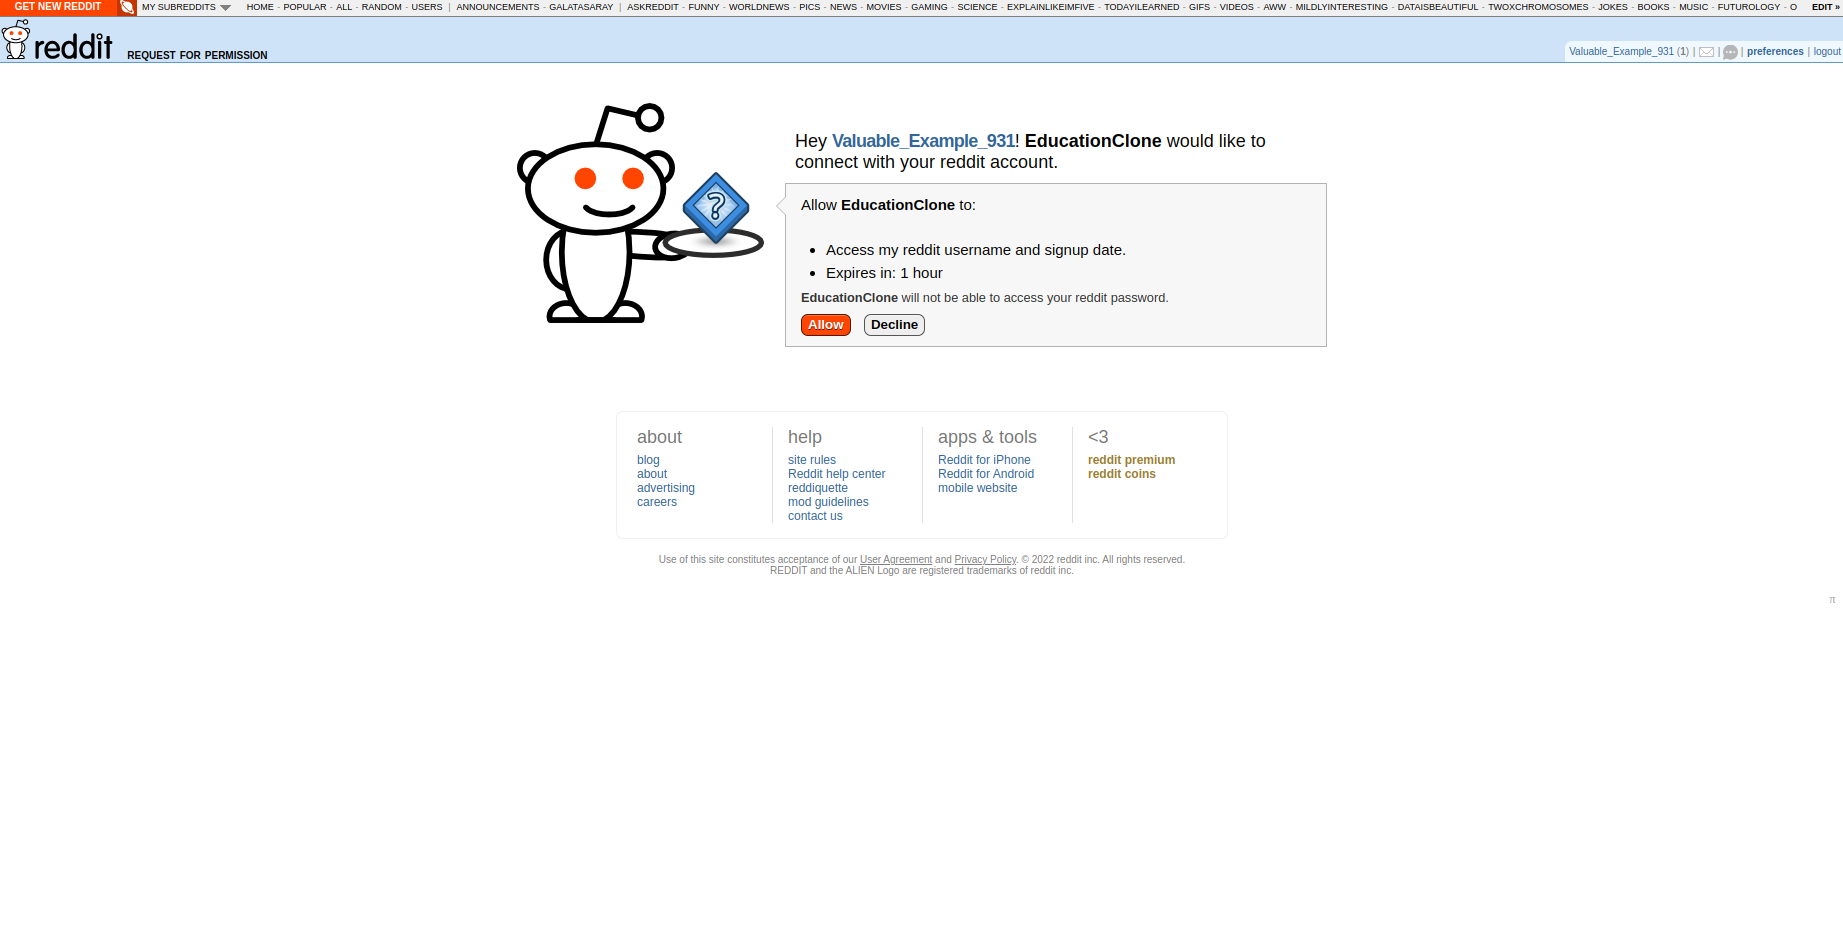 GET NEW REDDIT MY SUBREDDITS HOME - POPULAR - ALL - RANDOM - USERS | ANNOUNCEMENTS - GALATASARAY | ASKREDDIT - FUNNY - WORLDNEWS - PICS - NEWS - MOVIES - GAMING - SCIENCE - EXPLAINLIKEIMFIVE - TODAYILEARNED - GIFS - VIDEOS - AWW - MILDLYINTERESTING - DATAISBEAUTIFUL - TWOXCHROMOSOMES - JOKES - BOOKS - MUSIC - FUTUROLOGY - O EDIT »
reddit REQUEST FOR PERMISSION
Valuable_Example_931 (1) | | | preferences | logout
Hey Valuable_Example_931! EducationClone would like to
connect with your reddit account.
?
Allow EducationClone to:
• Access my reddit username and signup date.
• Expires in: 1 hour
EducationClone will not be able to access your reddit password.
Allow Decline
about
blog
about
advertising
careers
help
site rules
Reddit help center
reddiquette
mod guidelines
contact us
apps & tools
Reddit for iPhone
Reddit for Android
mobile website
<3
reddit premium
reddit coins
Use of this site constitutes acceptance of our User Agreement and Privacy Policy. © 2022 reddit inc. All rights reserved.
REDDIT and the ALIEN Logo are registered trademarks of reddit inc.
π